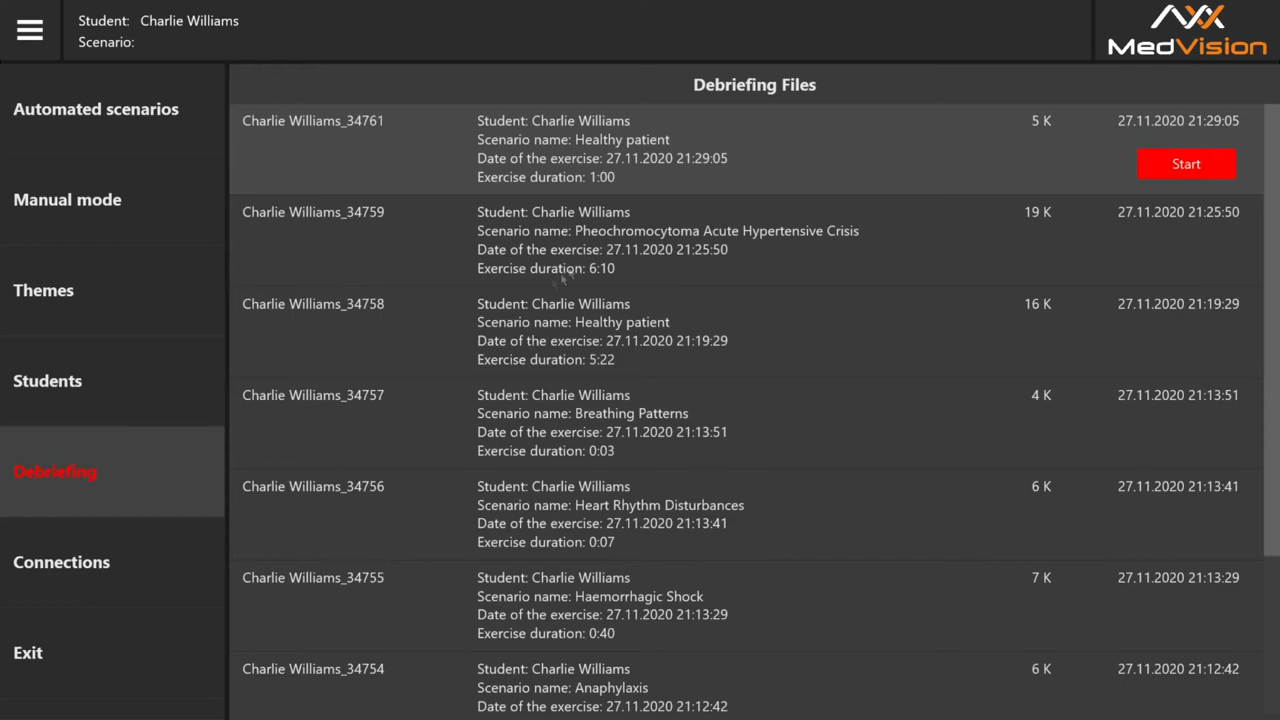 Student: Charlie Williams
Scenario:
MedVision
Automated scenarios
Manual mode
Themes
Students
Debriefing
Connections
Exit
Debriefing Files
Charlie Williams_34761
Student: Charlie Williams
Scenario name: Healthy patient
Date of the exercise: 27.11.2020 21:29:05
Exercise duration: 1:00
5 K
27.11.2020 21:29:05
Start
Charlie Williams_34759
Student: Charlie Williams
Scenario name: Pheochromocytoma Acute Hypertensive Crisis
Date of the exercise: 27.11.2020 21:25:50
Exercise duration: 6:10
19 K
27.11.2020 21:25:50
Charlie Williams_34758
Student: Charlie Williams
Scenario name: Healthy patient
Date of the exercise: 27.11.2020 21:19:29
Exercise duration: 5:22
16 K
27.11.2020 21:19:29
Charlie Williams_34757
Student: Charlie Williams
Scenario name: Breathing Patterns
Date of the exercise: 27.11.2020 21:13:51
Exercise duration: 0:03
4 K
27.11.2020 21:13:51
Charlie Williams_34756
Student: Charlie Williams
Scenario name: Heart Rhythm Disturbances
Date of the exercise: 27.11.2020 21:13:41
Exercise duration: 0:07
6 K
27.11.2020 21:13:41
Charlie Williams_34755
Student: Charlie Williams
Scenario name: Haemorrhagic Shock
Date of the exercise: 27.11.2020 21:13:29
Exercise duration: 0:40
7 K
27.11.2020 21:13:29
Charlie Williams_34754
Student: Charlie Williams
Scenario name: Anaphylaxis
Date of the exercise: 27.11.2020 21:12:42
6 K
27.11.2020 21:12:42